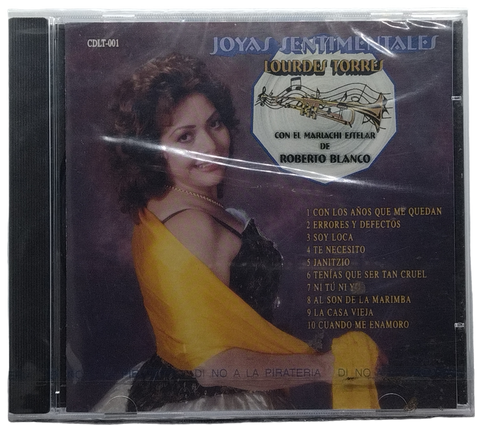 CDLT-001
JOYAS SENTIMENTALES
LOURDES TORRES
CON EL MARIACHI ESTELAR
DE
ROBERTO BLANCO
1 CON LOS AÑOS QUE ME QUEDAN
2 ERRORES Y DEFECTOS
3 SOY LOCA
4 TE NECESITO
5 JANITZIO
6 TENÍAS QUE SER TAN CRUEL
7 NI TÚ NI YO
8 AL SON DE LA MARIMBA
9 LA CASA VIEJA
10 CUANDO ME ENAMORO
DI NO A LA PIRATERIA DI NO